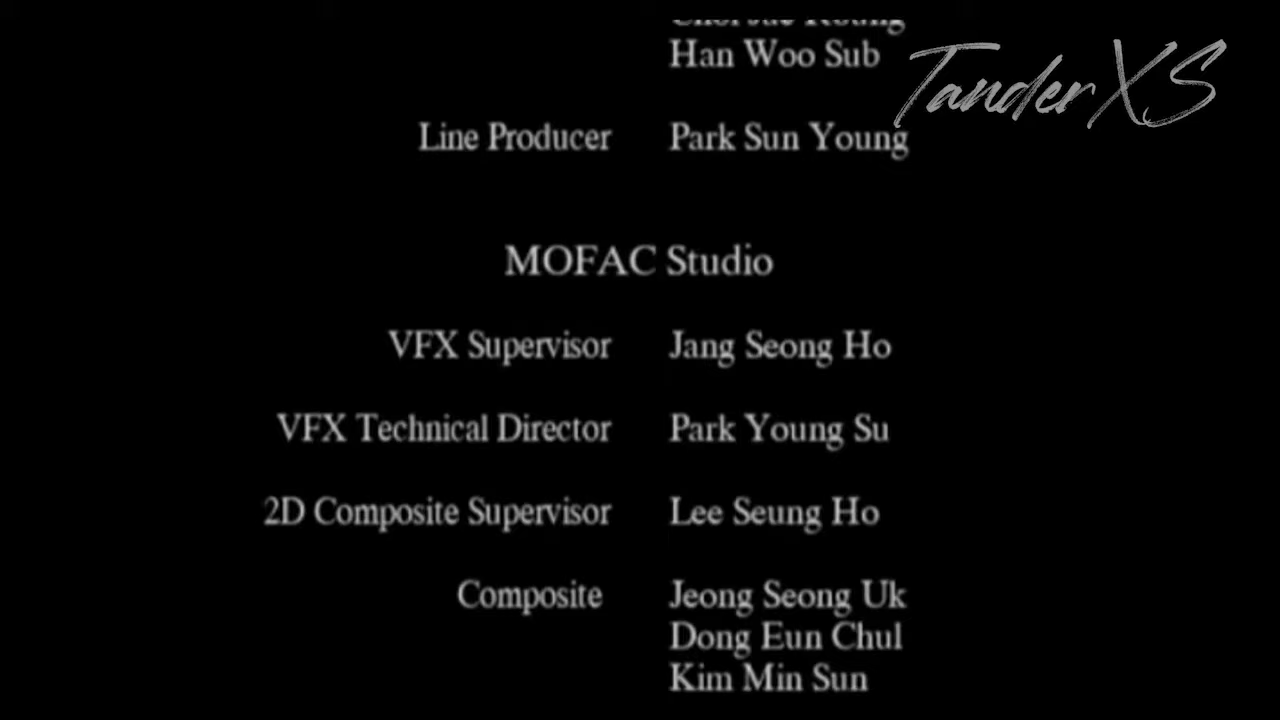 Han Woo Sub
TanderXS
Line Producer Park Sun Young
MOFAC Studio
VFX Supervisor Jang Seong Ho
VFX Technical Director Park Young Su
2D Composite Supervisor Lee Seung Ho
Composite Jeong Seong Uk
Dong Eun Chul
Kim Min Sun